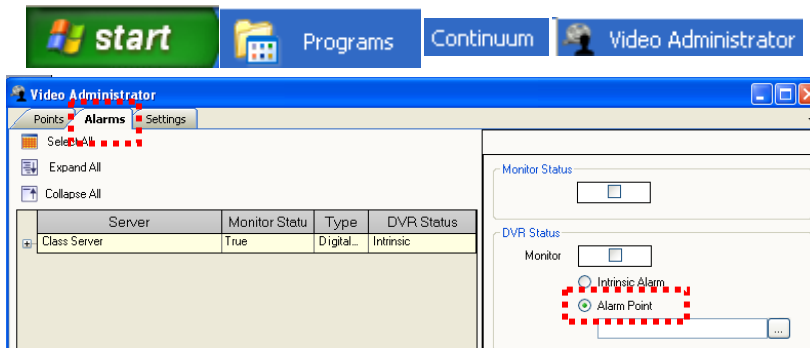 start Programs Continuum Video Administrator
Video Administrator
Points Alarms Settings
Select All
Expand All
Collapse All
Server Monitor Statu Type DVR Status
Class Server True Digital... Intrinsic
Monitor Status
DVR Status
Monitor
Intrinsic Alarm
Alarm Point
...